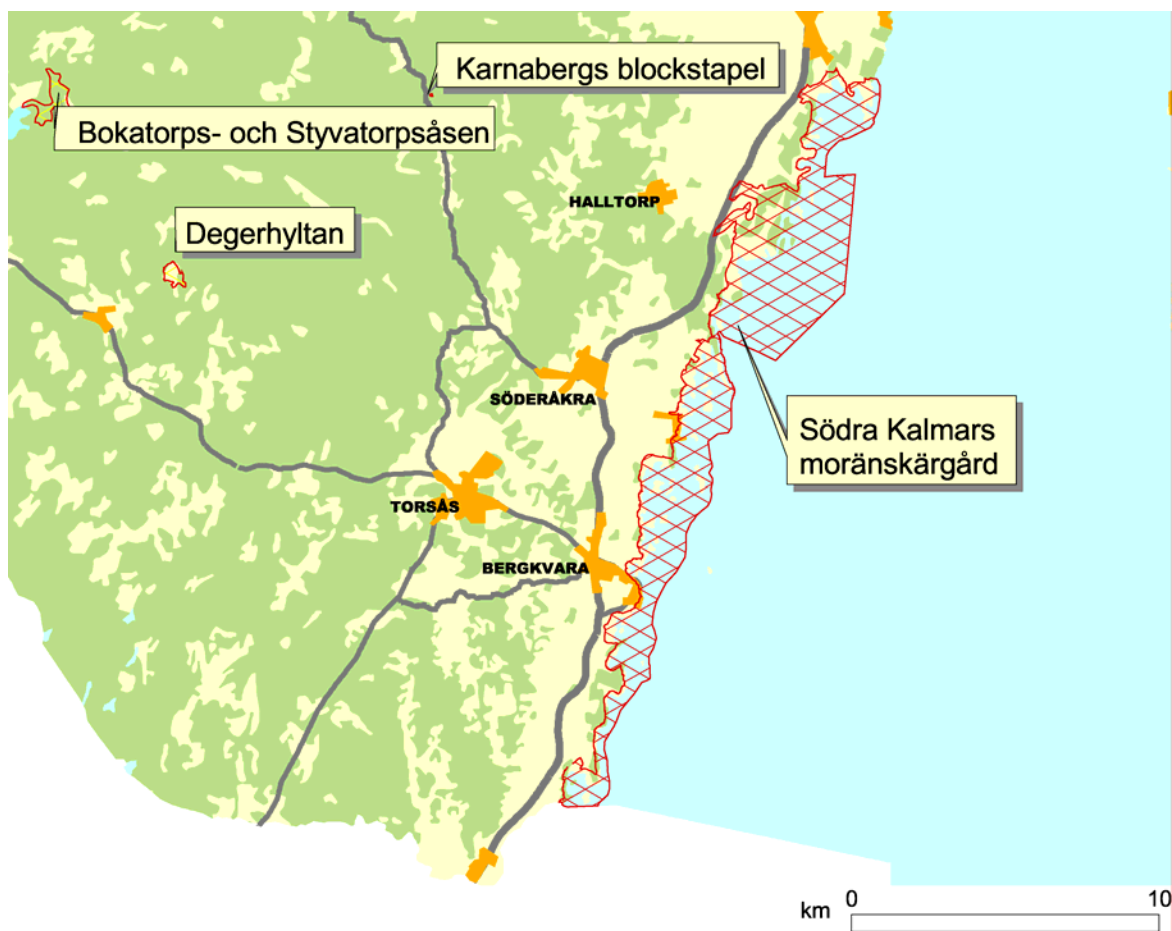 Karnabergs blockstapel
Bokatorps- och Styvatorpsåsen
HALLTORP
Degerhyltan
SÖDERÅKRA
Södra Kalmars
moränskärgård
TORSÅS
BERGKVARA
km 0 10